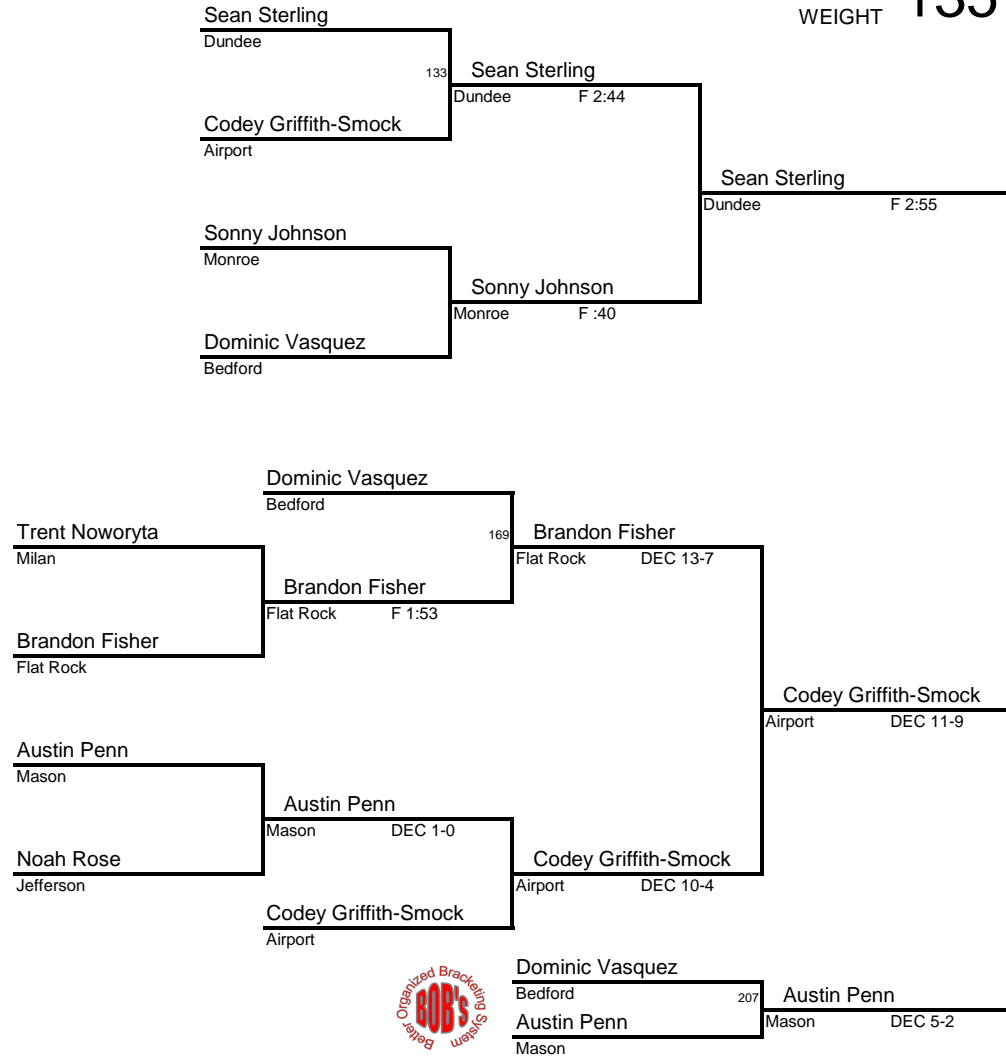 WEIGHT
Sean Sterling
Dundee
133 Sean Sterling
Dundee F 2:44
Codey Griffith-Smock
Airport
Sean Sterling
Dundee F 2:55
Sonny Johnson
Monroe
Sonny Johnson
Monroe F :40
Dominic Vasquez
Bedford
Dominic Vasquez
Bedford
Trent Noworyta
Milan
169 Brandon Fisher
Flat Rock DEC 13-7
Brandon Fisher
Flat Rock F 1:53
Brandon Fisher
Flat Rock
Codey Griffith-Smock
Airport DEC 11-9
Austin Penn
Mason
Austin Penn
Mason DEC 1-0
Noah Rose
Jefferson
Codey Griffith-Smock
Airport DEC 10-4
Codey Griffith-Smock
Airport
Better Organized Bracketing System
BOB'S
Dominic Vasquez
Bedford
207 Austin Penn
Mason DEC 5-2
Austin Penn
Mason